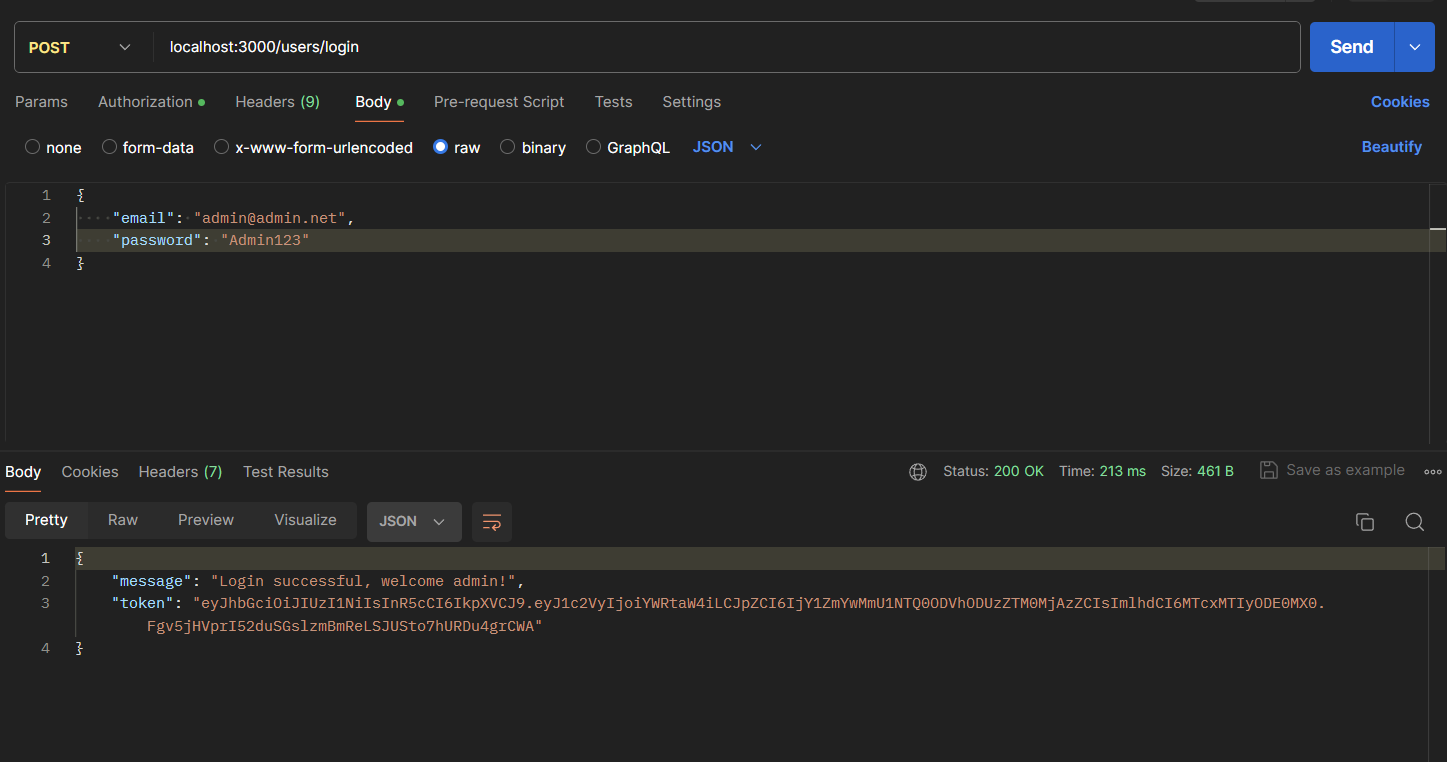 POST localhost:3000/users/login Send
Params Authorization Headers (9) Body Pre-request Script Tests Settings Cookies
none form-data x-www-form-urlencoded raw binary GraphQL JSON Beautify
1 {
2 "email": "admin@admin.net",
3 "password": "Admin123"
4 }
Body Cookies Headers (7) Test Results Status: 200 OK Time: 213 ms Size: 461 B Save as example
Pretty Raw Preview Visualize JSON
1 {
2 "message": "Login successful, welcome admin!",
3 "token": "eyJhbGciOiJIUzI1NiIsInR5cCI6IkpXVCJ9.eyJ1c2VyIjoiYWRtaW4iLCJpZCI6IjY1ZmYwMmU1NTQ0ODVhODUzZTM0MjAzZCIsImlhdCI6MTcxMTIyODE0MX0.
Fgv5jHVprI52duSGslzmBmReLSJUSto7hURDu4grCWA"
4 }